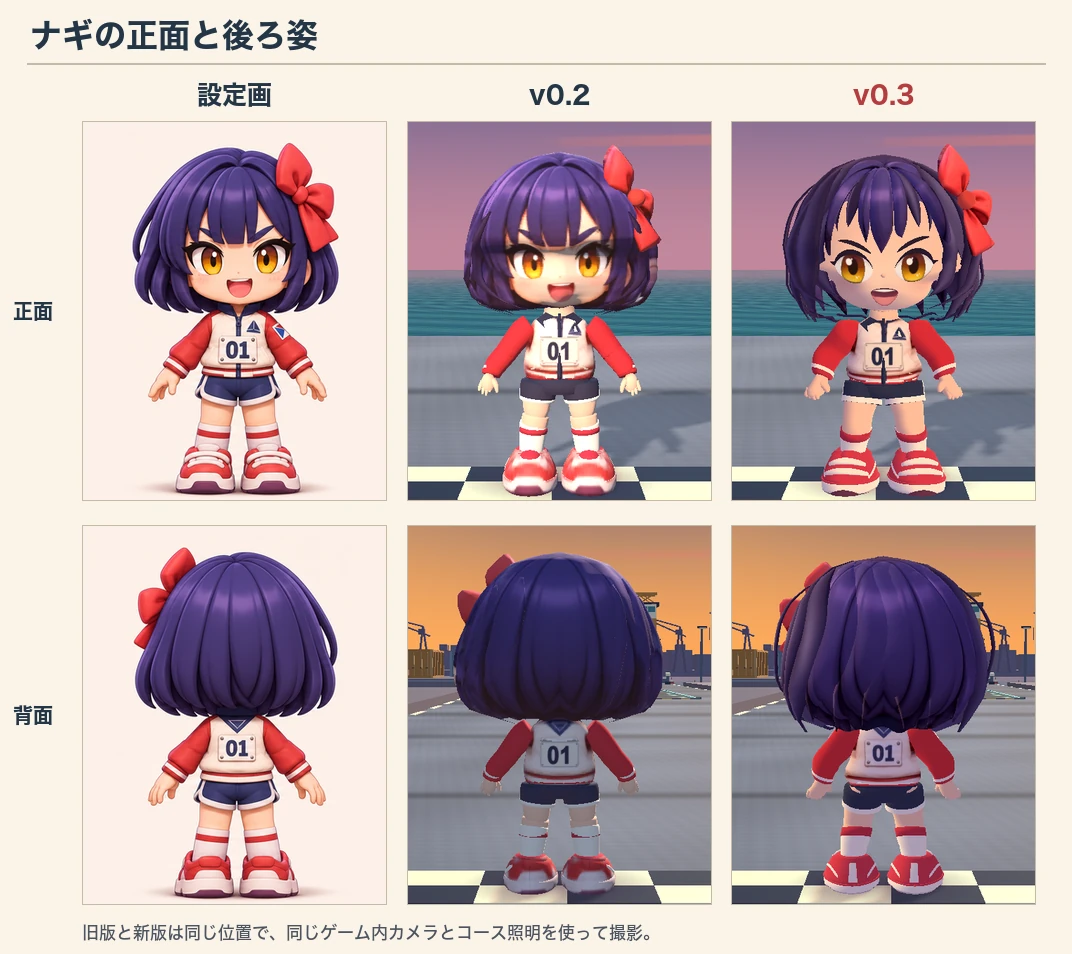 ナギの正面と後ろ姿
設定画 v0.2 v0.3
正面
01 01 01
背面
01 01 01
旧版と新版は同じ位置で、同じゲーム内カメラとコース照明を使って撮影。